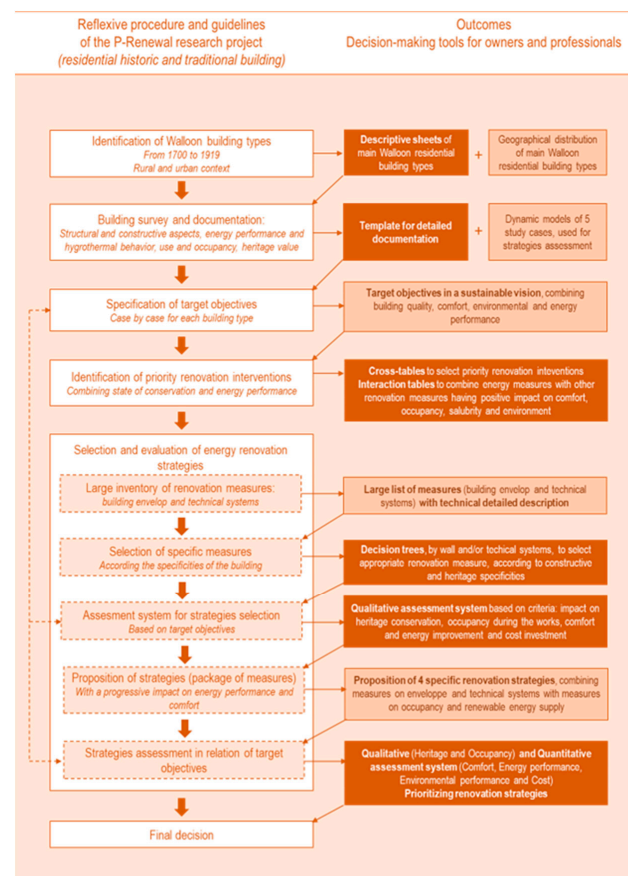 Reflexive procedure and guidelines
of the P-Renewal research project
(residential historic and traditional building)
Outcomes
Decision-making tools for owners and professionals
Identification of Walloon building types
From 1700 to 1919
Rural and urban context
Descriptive sheets of
main Walloon residential
building types
+
Geographical distribution
of main Walloon
residential building types
Building survey and documentation:
Structural and constructive aspects, energy performance and
hygrothermal behavior, use and occupancy, heritage value
Template for detailed
documentation
+
Dynamic models of 5
study cases, used for
strategies assessment
Specification of target objectives
Case by case for each building type
Target objectives in a sustainable vision, combining
building quality, comfort, environmental and energy
performance
Identification of priority renovation interventions
Combining state of conservation and energy performance
Cross-tables to select priority renovation interventions
Interaction tables to combine energy measures with other
renovation measures having positive impact on comfort,
occupancy, salubrity and environment
Selection and evaluation of energy renovation
strategies
Large inventory of renovation measures:
building envelop and technical systems
Large list of measures (building envelop and technical
systems) with technical detailed description
Selection of specific measures
According the specificities of the building
Decision trees, by wall and/or techical systems, to select
appropriate renovation measure, according to constructive
and heritage specificities
Assesment system for strategies selection
Based on target objectives
Qualitative assessment system based on criteria: impact on
heritage conservation, occupancy during the works, comfort
and energy improvement and cost investment
Proposition of strategies (package of measures)
With a progressive impact on energy performance and
comfort
Proposition of 4 specific renovation strategies, combining
measures on enveloppe and technical systems with measures
on occupancy and renewable energy supply
Strategies assessment in relation of target
objectives
Qualitative (Heritage and Occupancy) and Quantitative
assessment system (Comfort, Energy performance,
Environmental performance and Cost)
Prioritizing renovation strategies
Final decision